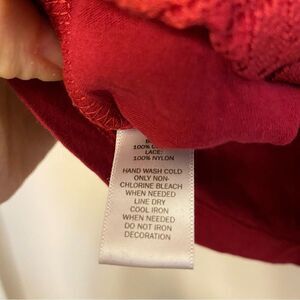 100%
LACE:
100% NYLON
HAND WASH COLD
ONLY NON-
CHLORINE BLEACH
WHEN NEEDED
LINE DRY
COOL IRON
WHEN NEEDED
DO NOT IRON
DECORATION